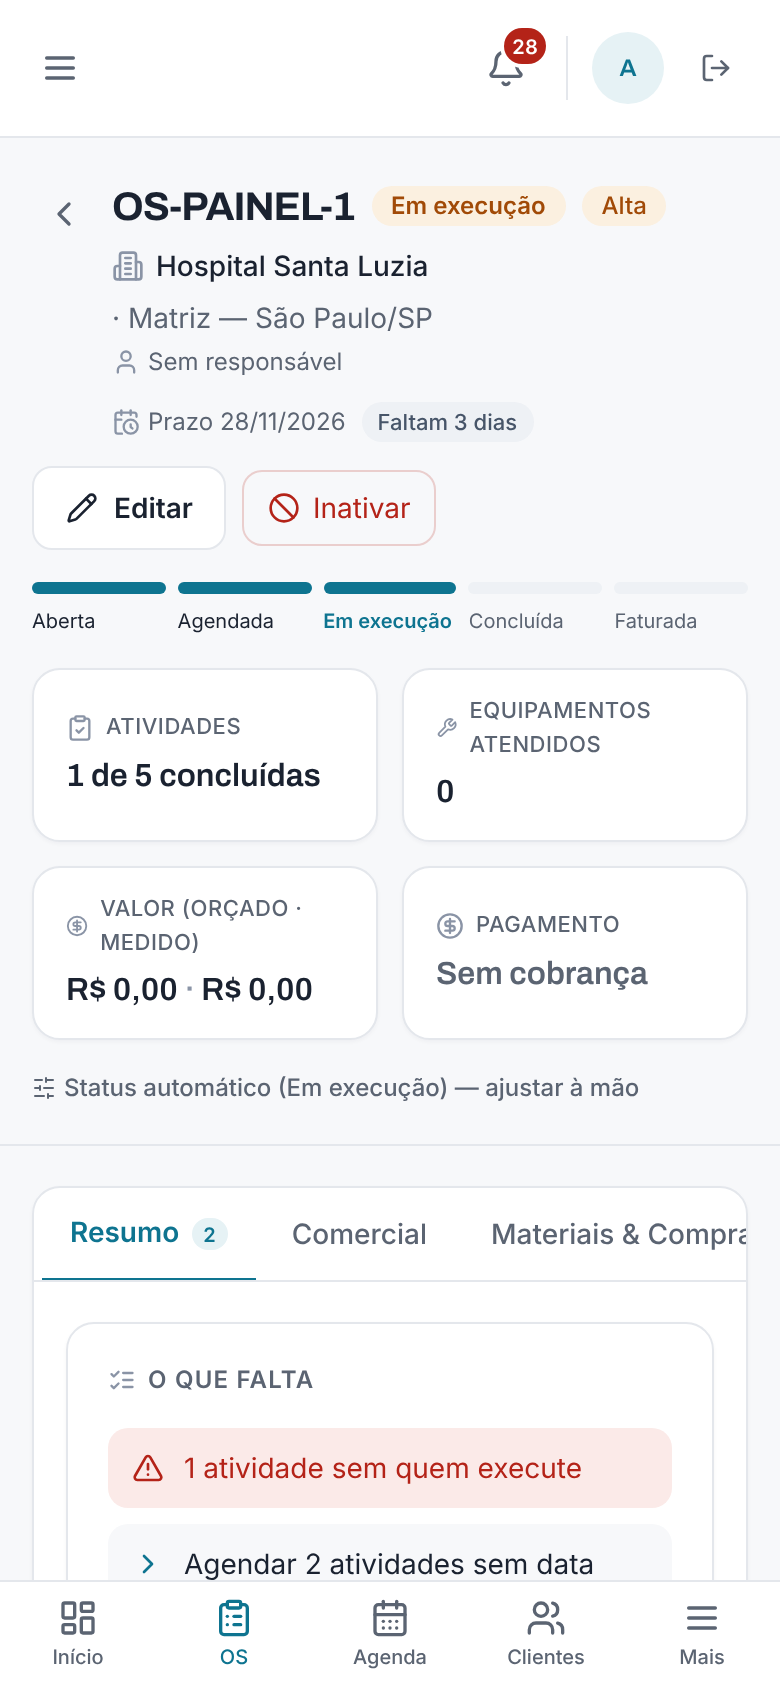 28
A
OS-PAINEL-1 Em execução Alta
Hospital Santa Luzia
· Matriz — São Paulo/SP
Sem responsável
Prazo 28/11/2026 Faltam 3 dias
Editar Inativar
Aberta Agendada Em execução Concluída Faturada
ATIVIDADES
1 de 5 concluídas
EQUIPAMENTOS
ATENDIDOS
0
VALOR (ORÇADO ·
MEDIDO)
R$ 0,00 · R$ 0,00
PAGAMENTO
Sem cobrança
Status automático (Em execução) — ajustar à mão
Resumo 2 Comercial Materiais & Compra
O QUE FALTA
1 atividade sem quem execute
Agendar 2 atividades sem data
Início OS Agenda Clientes Mais